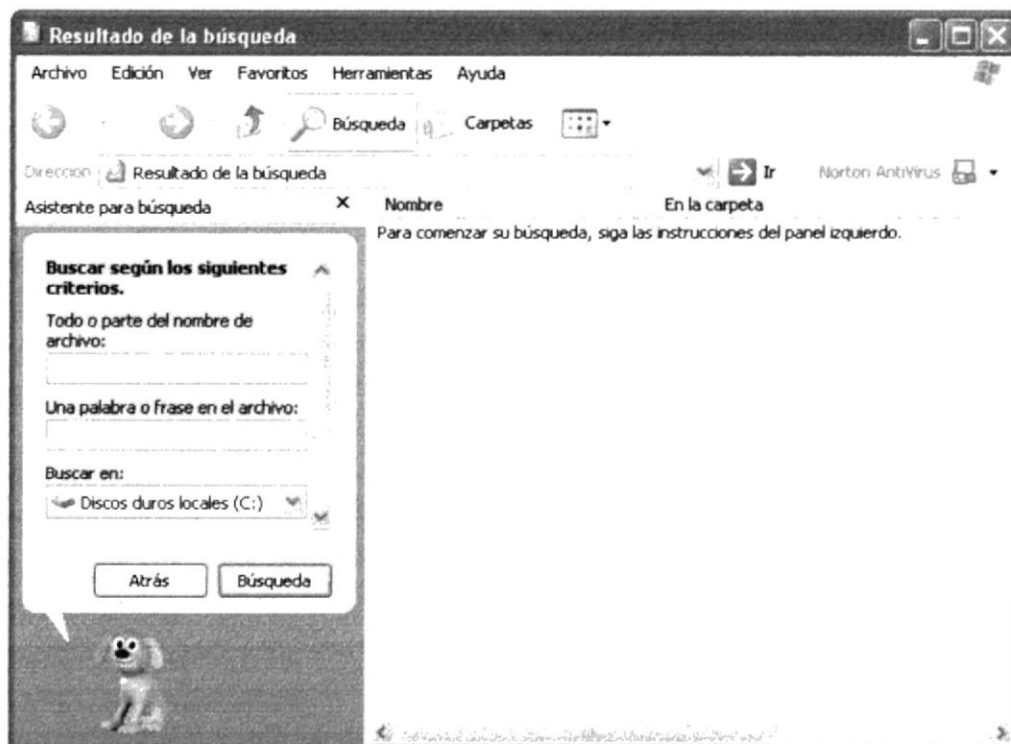 Resultado de la búsqueda
Archivo Edición Ver Favoritos Herramientas Ayuda
Búsqueda Carpetas
Dirección Resultado de la búsqueda Ir Norton AntiVirus
Asistente para búsqueda Nombre En la carpeta
Para comenzar su búsqueda, siga las instrucciones del panel izquierdo.
Buscar según los siguientes
criterios.
Todo o parte del nombre de
archivo:
Una palabra o frase en el archivo:
Buscar en:
Discos duros locales (C:)
Atrás Búsqueda